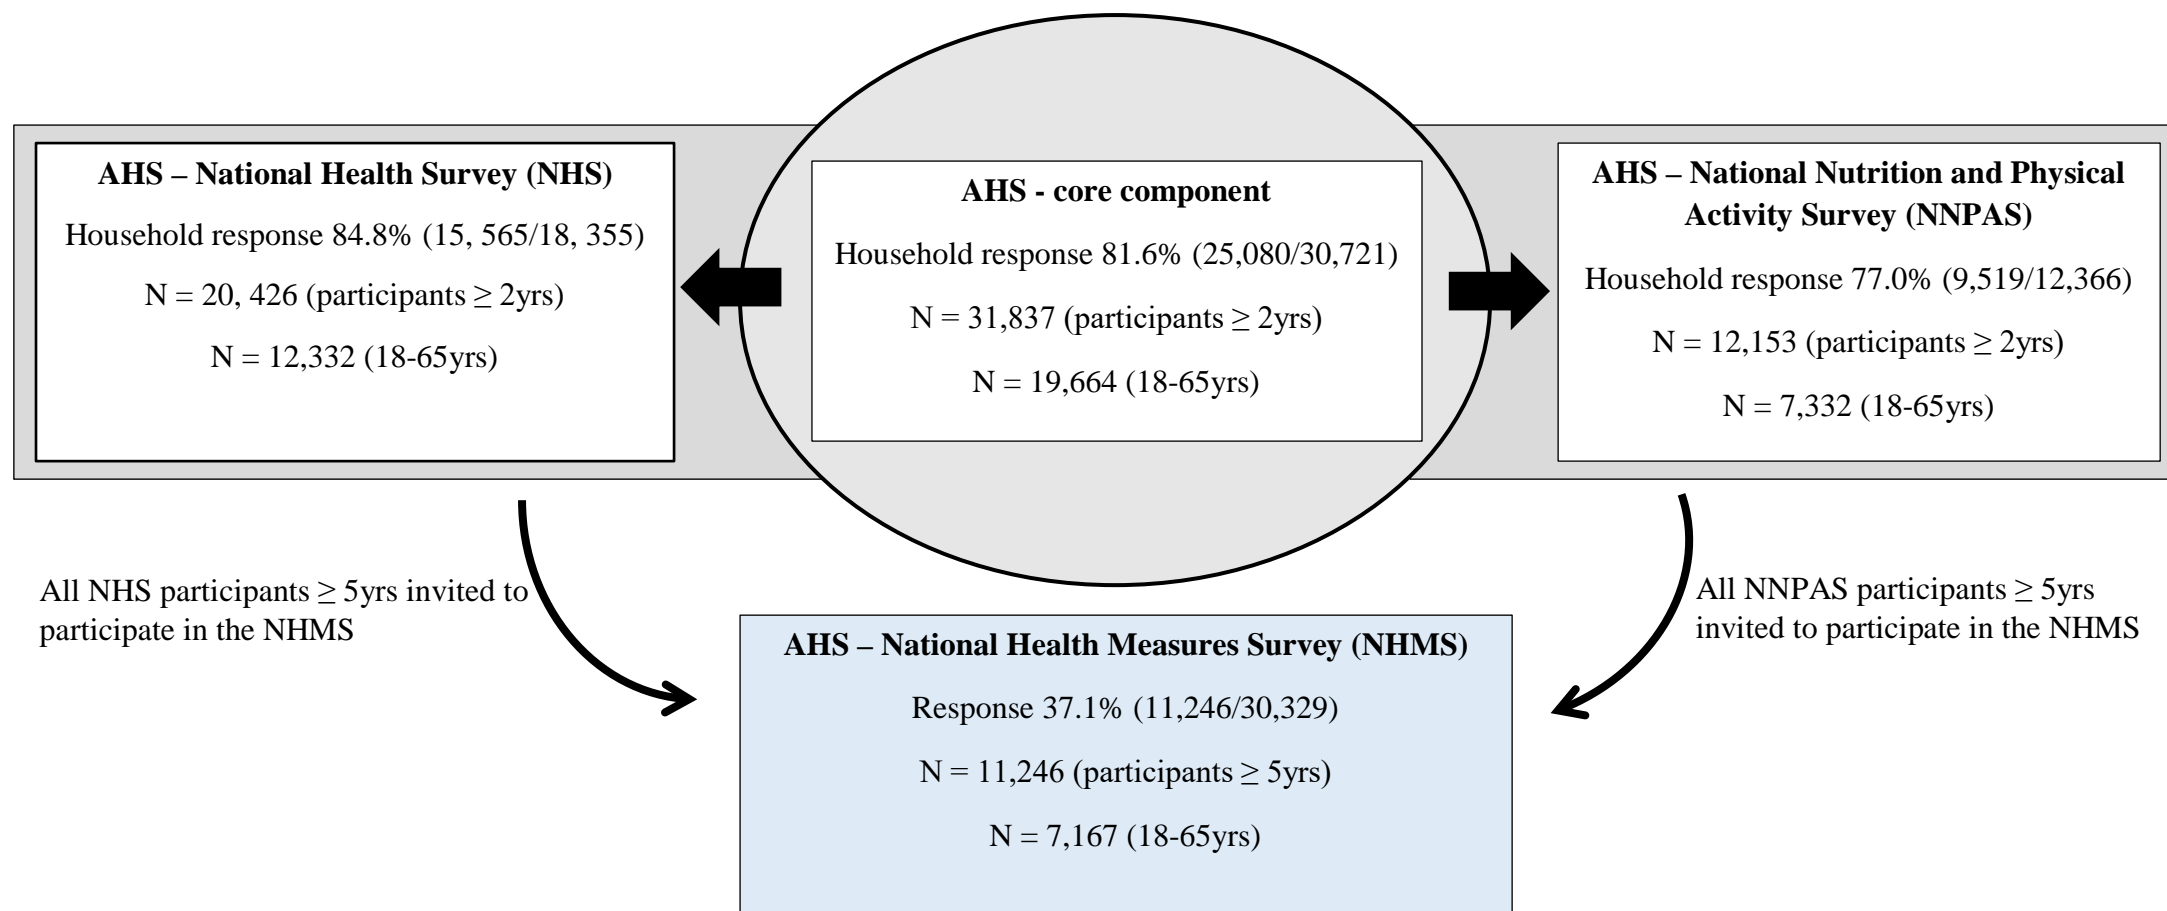 AHS – National Health Survey (NHS)
Household response 84.8% (15, 565/18, 355)
N = 20, 426 (participants ≥ 2yrs)
N = 12,332 (18-65yrs)
AHS - core component
Household response 81.6% (25,080/30,721)
N = 31,837 (participants ≥ 2yrs)
N = 19,664 (18-65yrs)
AHS – National Nutrition and Physical
Activity Survey (NNPAS)
Household response 77.0% (9,519/12,366)
N = 12,153 (participants ≥ 2yrs)
N = 7,332 (18-65yrs)
All NHS participants ≥ 5yrs invited to
participate in the NHMS
All NNPAS participants ≥ 5yrs
invited to participate in the NHMS
AHS – National Health Measures Survey (NHMS)
Response 37.1% (11,246/30,329)
N = 11,246 (participants ≥ 5yrs)
N = 7,167 (18-65yrs)